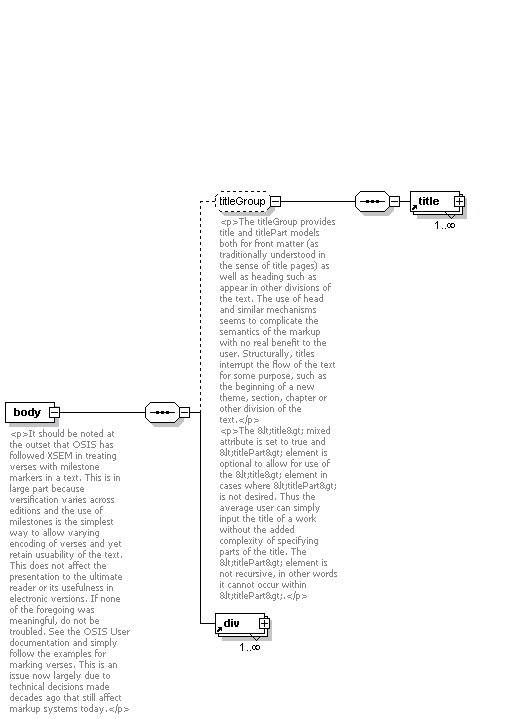 titleGroup
title
1..∞
<p>The titleGroup provides
title and titlePart models
both for front matter (as
traditionally understood in
the sense of title pages) as
well as heading such as
appear in other divisions of
the text. The use of head
and similar mechanisms
seems to complicate the
semantics of the markup
with no real benefit to the
user. Structurally, titles
interrupt the flow of the text
for some purpose, such as
the beginning of a new
theme, section, chapter or
other division of the
text.</p>
<p>The &lt;title&gt; mixed
attribute is set to true and
&lt;titlePart&gt; element is
optional to allow for use of
the &lt;title&gt; element in
cases where &lt;titlePart&gt;
is not desired. Thus the
average user can simply
input the title of a work
without the added
complexity of specifying
parts of the title. The
&lt;titlePart&gt; element is
not recursive, in other words
it cannot occur within
&lt;titlePart&gt;.</p>
body
<p>It should be noted at
the outset that OSIS has
followed XSEM in treating
verses with milestone
markers in a text. This is in
large part because
versification varies across
editions and the use of
milestones is the simplest
way to allow varying
encoding of verses and yet
retain usuability of the text.
This does not affect the
presentation to the ultimate
reader or its usefulness in
electronic versions. If none
of the foregoing was
meaningful, do not be
troubled. See the OSIS User
documentation and simply
follow the examples for
marking verses. This is an
issue now largely due to
technical decisions made
decades ago that still affect
markup systems today.</p>
div
1..∞